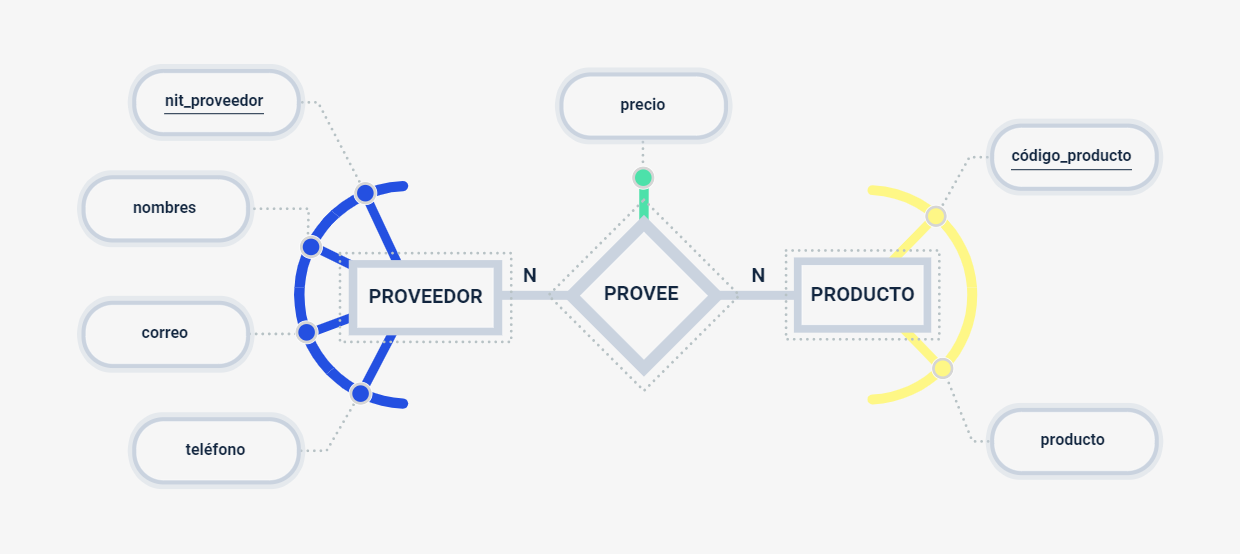 nit_proveedor
precio
código_producto
nombres
N
N
PROVEEDOR
PROVEE
PRODUCTO
correo
teléfono
producto